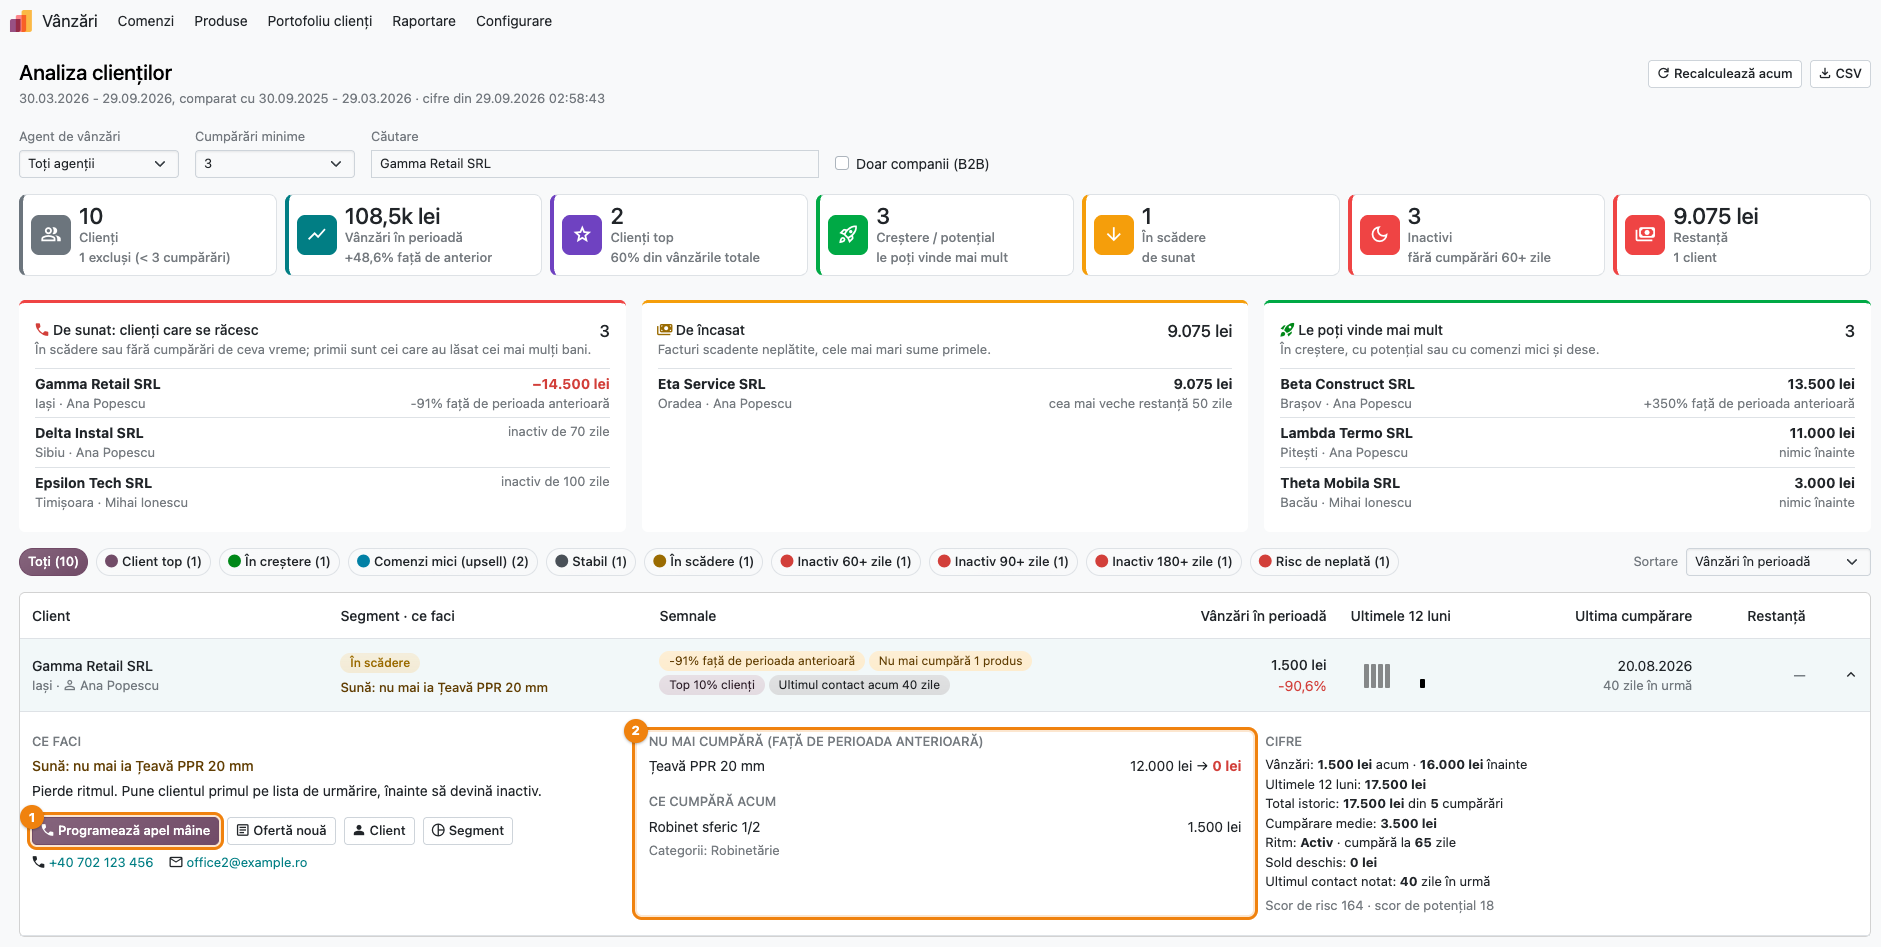 Vânzări Comenzi Produse Portofoliu clienți Raportare Configurare
Analiza clienților
Recalculează acum CSV
30.03.2026 - 29.09.2026, comparat cu 30.09.2025 - 29.03.2026 · cifre din 29.09.2026 02:58:43
Agent de vânzări Cumpărări minime Căutare
Toți agenții 3 Gamma Retail SRL Doar companii (B2B)
10
Clienți
1 excluși (< 3 cumpărări)
108,5k lei
Vânzări în perioadă
+48,6% față de anterior
2
Clienți top
60% din vânzările totale
3
Creștere / potențial
le poți vinde mai mult
1
În scădere
de sunat
3
Inactivi
fără cumpărări 60+ zile
9.075 lei
Restanță
1 client
De sunat: clienți care se răcesc 3
În scădere sau fără cumpărări de ceva vreme; primii sunt cei care au lăsat cei mai mulți bani.
Gamma Retail SRL −14.500 lei
Iași · Ana Popescu -91% față de perioada anterioară
Delta Instal SRL inactiv de 70 zile
Sibiu · Ana Popescu
Epsilon Tech SRL inactiv de 100 zile
Timișoara · Mihai Ionescu
De încasat 9.075 lei
Facturi scadente neplătite, cele mai mari sume primele.
Eta Service SRL 9.075 lei
Oradea · Ana Popescu cea mai veche restanță 50 zile
Le poți vinde mai mult 3
În creștere, cu potențial sau cu comenzi mici și dese.
Beta Construct SRL 13.500 lei
Brașov · Ana Popescu +350% față de perioada anterioară
Lambda Termo SRL 11.000 lei
Pitești · Ana Popescu nimic înainte
Theta Mobila SRL 3.000 lei
Bacău · Mihai Ionescu nimic înainte
Toți (10) Client top (1) În creștere (1) Comenzi mici (upsell) (2) Stabil (1) În scădere (1) Inactiv 60+ zile (1) Inactiv 90+ zile (1) Inactiv 180+ zile (1) Risc de neplată (1) Sortare Vânzări în perioadă
Client Segment · ce faci Semnale Vânzări în perioadă Ultimele 12 luni Ultima cumpărare Restanță
Gamma Retail SRL
Iași · Ana Popescu
În scădere
Sună: nu mai ia Țeavă PPR 20 mm
-91% față de perioada anterioară Nu mai cumpără 1 produs
Top 10% clienți Ultimul contact acum 40 zile
1.500 lei
-90,6%
20.08.2026
40 zile în urmă
—
CE FACI
Sună: nu mai ia Țeavă PPR 20 mm
Pierde ritmul. Pune clientul primul pe lista de urmărire, înainte să devină inactiv.
1
Programează apel mâine Ofertă nouă Client Segment
+40 702 123 456 office2@example.ro
2
NU MAI CUMPĂRĂ (FAȚĂ DE PERIOADA ANTERIOARĂ)
Țeavă PPR 20 mm 12.000 lei → 0 lei
CE CUMPĂRĂ ACUM
Robinet sferic 1/2 1.500 lei
Categorii: Robinetărie
CIFRE
Vânzări: 1.500 lei acum · 16.000 lei înainte
Ultimele 12 luni: 17.500 lei
Total istoric: 17.500 lei din 5 cumpărări
Cumpărare medie: 3.500 lei
Ritm: Activ · cumpără la 65 zile
Sold deschis: 0 lei
Ultimul contact notat: 40 zile în urmă
Scor de risc 164 · scor de potențial 18